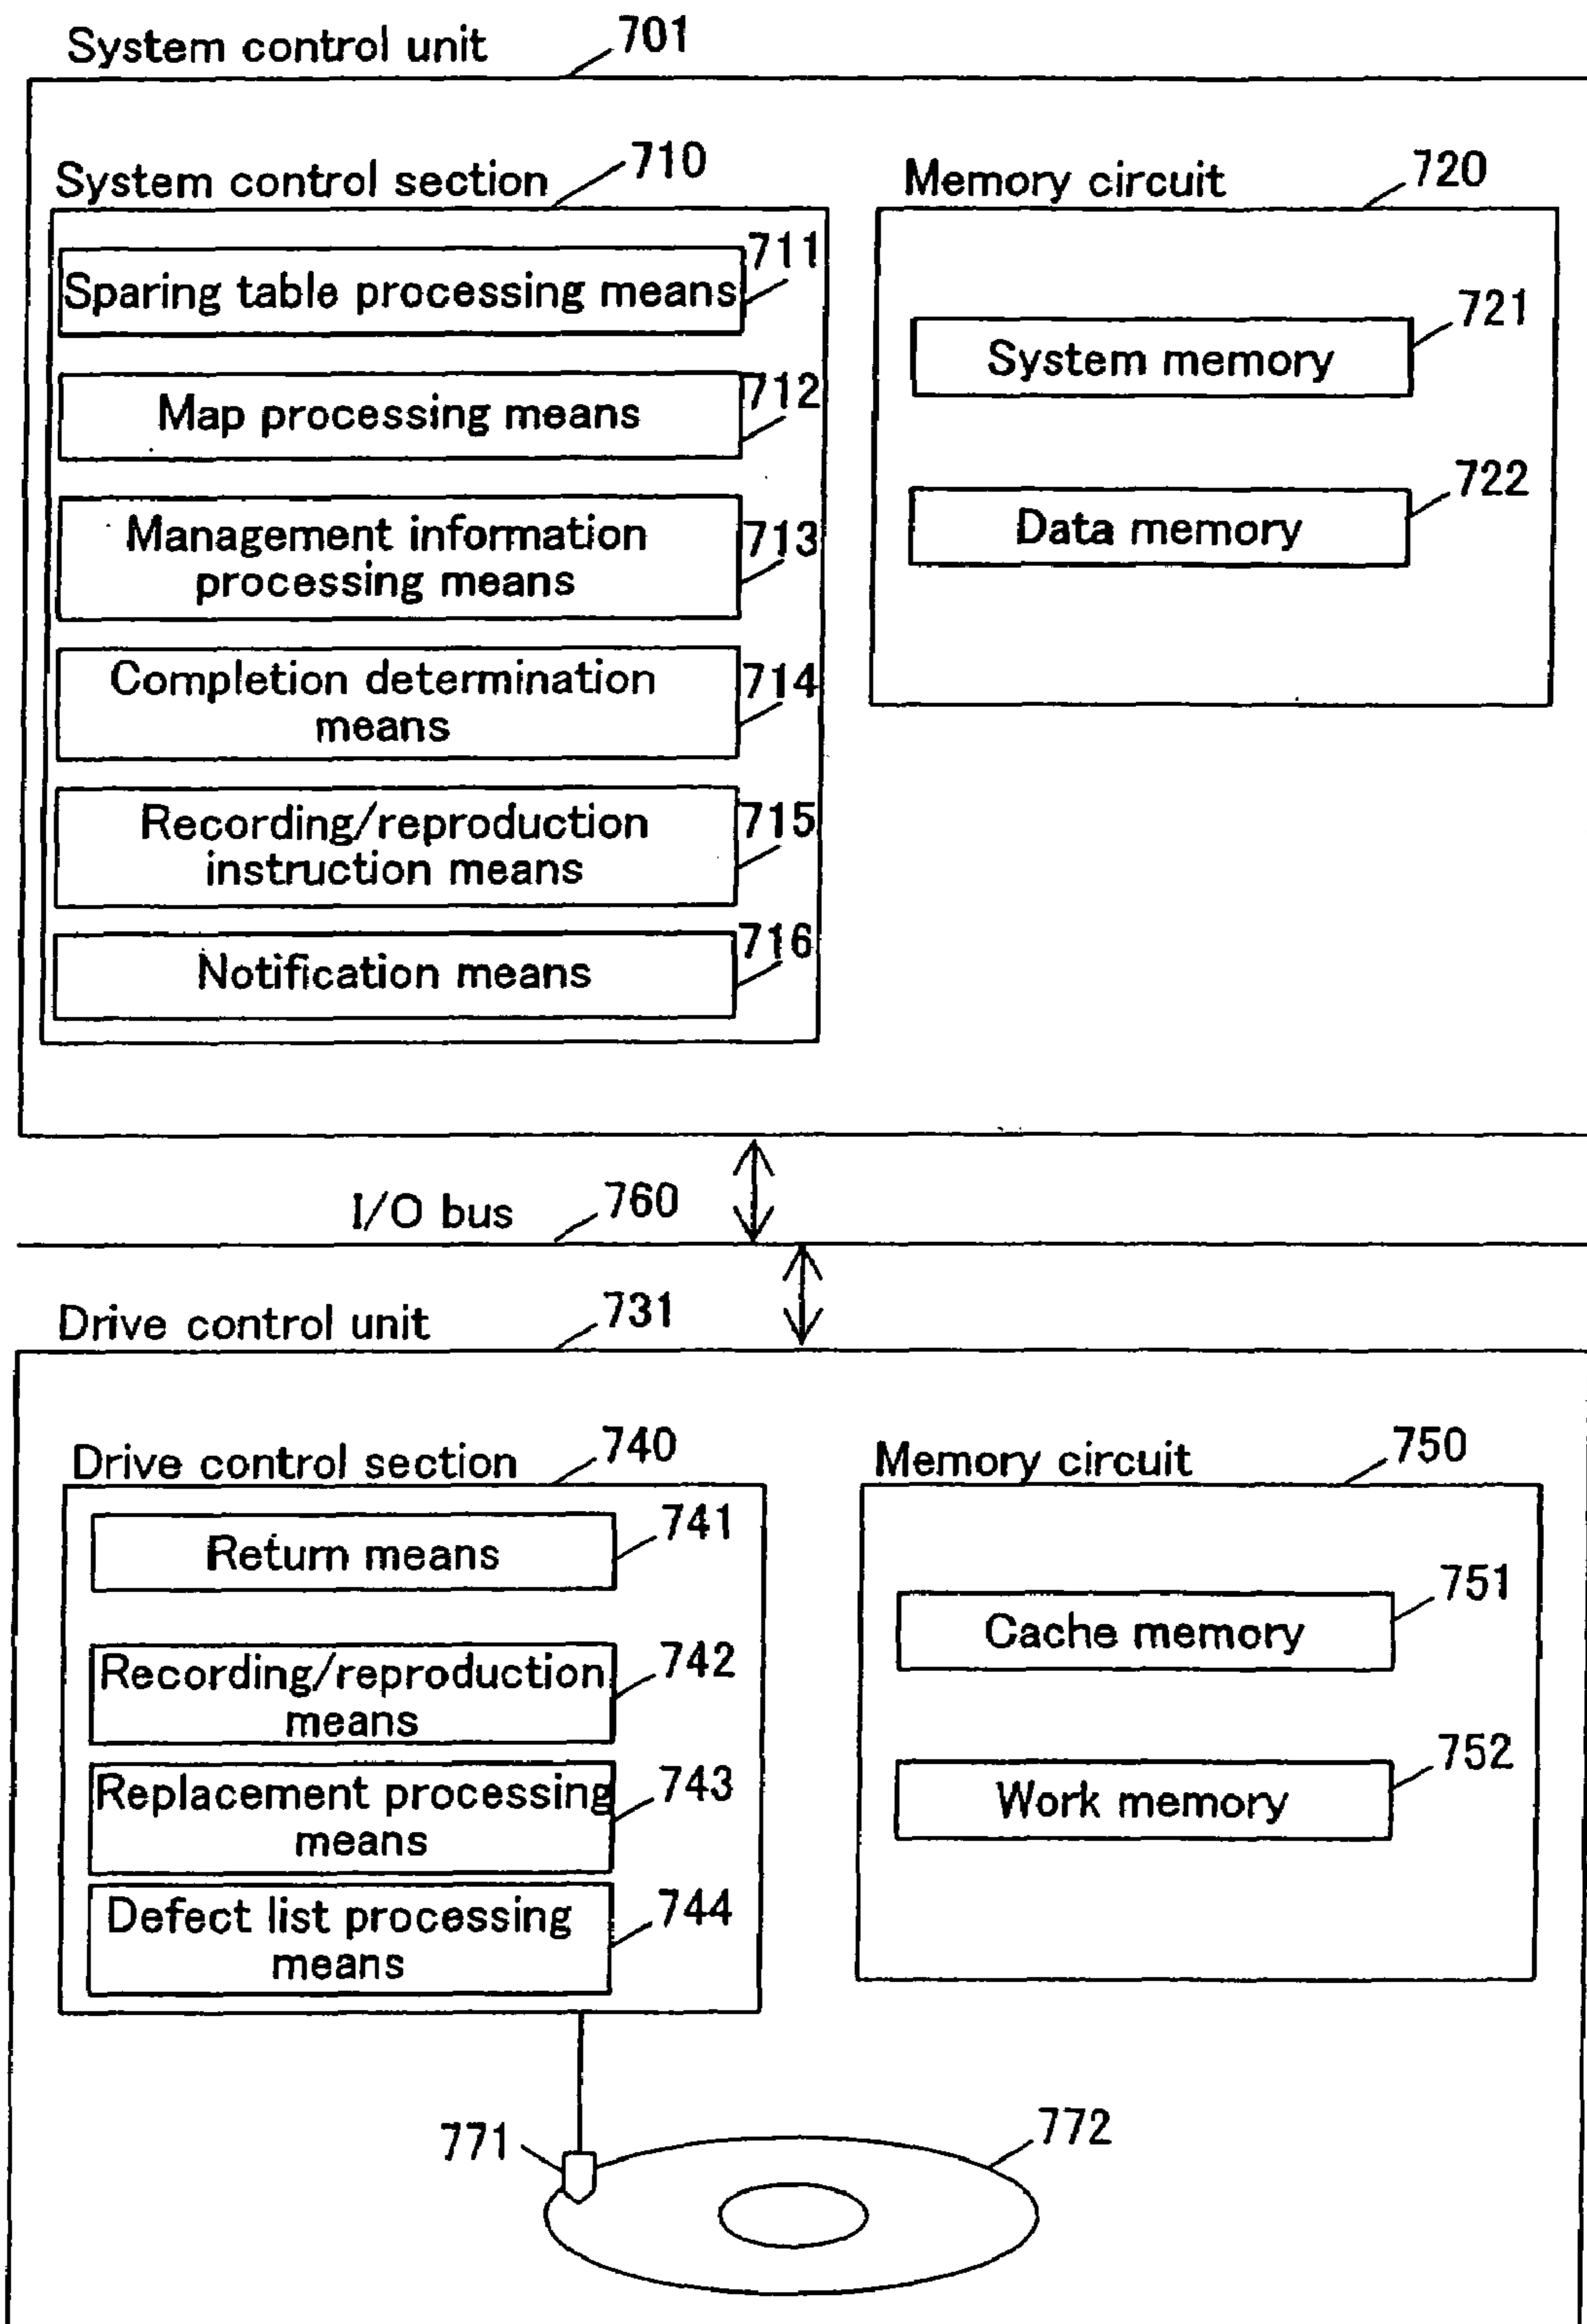 System control unit 701
System control section 710
Memory circuit 720
Sparing table processing means 711
Map processing means 712
Management information
processing means 713
Completion determination
means 714
Recording/reproduction
instruction means 715
Notification means 716
System memory 721
Data memory 722
I/O bus 760
Drive control unit 731
Drive control section 740
Memory circuit 750
Return means 741
Recording/reproduction
means 742
Replacement processing
means 743
Defect list processing
means 744
Cache memory 751
Work memory 752
771
772